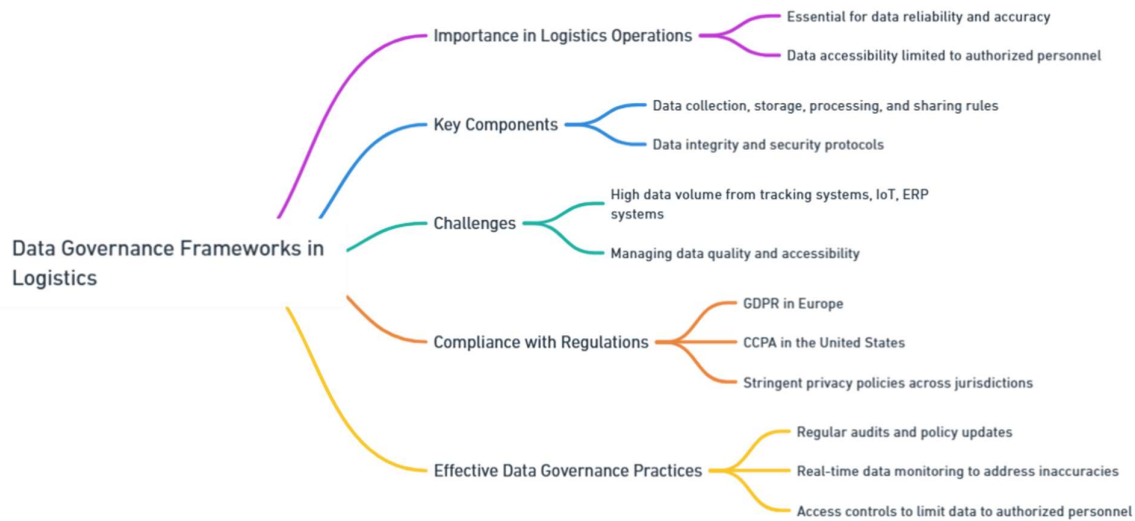 Data Governance Frameworks in
Logistics
Importance in Logistics Operations
Essential for data reliability and accuracy
Data accessibility limited to authorized personnel
Key Components
Data collection, storage, processing, and sharing rules
Data integrity and security protocols
Challenges
High data volume from tracking systems, IoT, ERP
systems
Managing data quality and accessibility
Compliance with Regulations
GDPR in Europe
CCPA in the United States
Stringent privacy policies across jurisdictions
Effective Data Governance Practices
Regular audits and policy updates
Real-time data monitoring to address inaccuracies
Access controls to limit data to authorized personnel